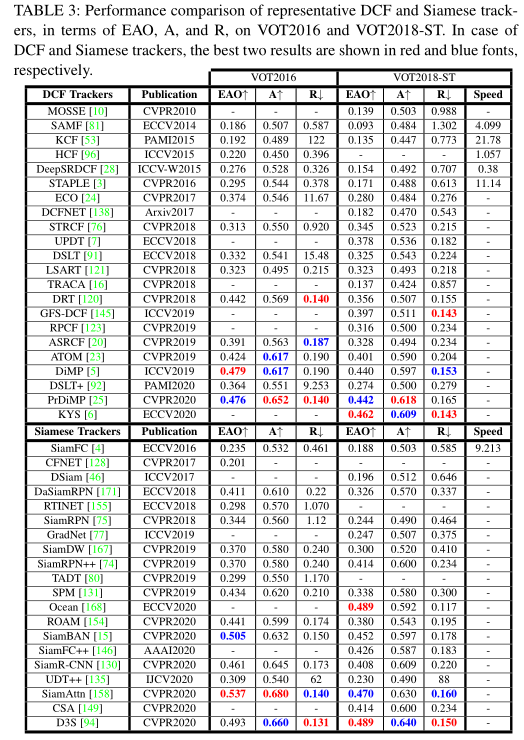 TABLE 3: Performance comparison of representative DCF and Siamese track-
ers, in terms of EAO, A, and R, on VOT2016 and VOT2018-ST. In case of
DCF and Siamese trackers, the best two results are shown in red and blue fonts,
respectively.
VOT2016 VOT2018-ST
DCF Trackers Publication EAO↑ A↑ R↓ EAO↑ A↑ R↓ Speed
MOSSE [10] CVPR2010 - - - 0.139 0.503 0.988 -
SAMF [81] ECCV2014 0.186 0.507 0.587 0.093 0.484 1.302 4.099
KCF [53] PAMI2015 0.192 0.489 122 0.135 0.447 0.773 21.78
HCF [96] ICCV2015 0.220 0.450 0.396 - - - 1.057
DeepSRDCF [28] ICCV-W2015 0.276 0.528 0.326 0.154 0.492 0.707 0.38
STAPLE [3] CVPR2016 0.295 0.544 0.378 0.171 0.488 0.613 11.14
ECO [24] CVPR2017 0.374 0.546 11.67 0.280 0.484 0.276 -
DCFNET [138] Arxiv2017 - - - 0.182 0.470 0.543 -
STRCF [76] CVPR2018 0.313 0.550 0.920 0.345 0.523 0.215 -
UPDT [7] ECCV2018 - - - 0.378 0.536 0.182 -
DSLT [91] ECCV2018 0.332 0.541 15.48 0.325 0.543 0.224 -
LSART [121] CVPR2018 0.323 0.495 0.215 0.323 0.493 0.218 -
TRACA [16] CVPR2018 - - - 0.137 0.424 0.857 -
DRT [120] CVPR2018 0.442 0.569 0.140 0.356 0.507 0.155 -
GFS-DCF [145] ICCV2019 - - - 0.397 0.511 0.143 -
RPCF [123] CVPR2019 - - - 0.316 0.500 0.234 -
ASRCF [20] CVPR2019 0.391 0.563 0.187 0.328 0.494 0.234 -
ATOM [23] CVPR2019 0.424 0.617 0.190 0.401 0.590 0.204 -
DiMP [5] ICCV2019 0.479 0.617 0.190 0.440 0.597 0.153 -
DSLT+ [92] PAMI2020 0.364 0.551 9.253 0.274 0.500 0.279 -
PrDiMP [25] CVPR2020 0.476 0.652 0.140 0.442 0.618 0.165 -
KYS [6] ECCV2020 - - - 0.462 0.609 0.143 -
Siamese Trackers Publication EAO↑ A↑ R↓ EAO↑ A↑ R↓ Speed
SiamFC [4] ECCV2016 0.235 0.532 0.461 0.188 0.503 0.585 9.213
CFNET [128] CVPR2017 0.201 - - - - - -
DSiam [46] ICCV2017 - - - 0.196 0.512 0.646 -
DaSiamRPN [171] ECCV2018 0.411 0.610 0.22 0.326 0.570 0.337 -
RTINET [155] ECCV2018 0.298 0.570 1.070 - - - -
SiamRPN [75] CVPR2018 0.344 0.560 1.12 0.244 0.490 0.464 -
GradNet [77] ICCV2019 - - - 0.247 0.507 0.375 -
SiamDW [167] CVPR2019 0.370 0.580 0.240 0.300 0.520 0.410 -
SiamRPN++ [74] CVPR2019 0.370 0.580 0.240 0.414 0.600 0.234 -
TADT [80] CVPR2019 0.299 0.550 1.170 - - - -
SPM [131] CVPR2019 0.434 0.620 0.210 0.338 0.580 0.300 -
Ocean [168] ECCV2020 - - - 0.489 0.592 0.117 -
ROAM [154] CVPR2020 0.441 0.599 0.174 0.380 0.543 0.195 -
SiamBAN [15] CVPR2020 0.505 0.632 0.150 0.452 0.597 0.178 -
SiamFC++ [146] AAAI2020 - - - 0.426 0.587 0.183 -
SiamR-CNN [130] CVPR2020 0.461 0.645 0.173 0.408 0.609 0.220 -
UDT++ [135] IJCV2020 0.309 0.540 62 0.230 0.490 88 -
SiamAttn [158] CVPR2020 0.537 0.680 0.140 0.470 0.630 0.160 -
CSA [149] CVPR2020 - - - 0.414 0.600 0.234 -
D3S [94] CVPR2020 0.493 0.660 0.131 0.489 0.640 0.150 -